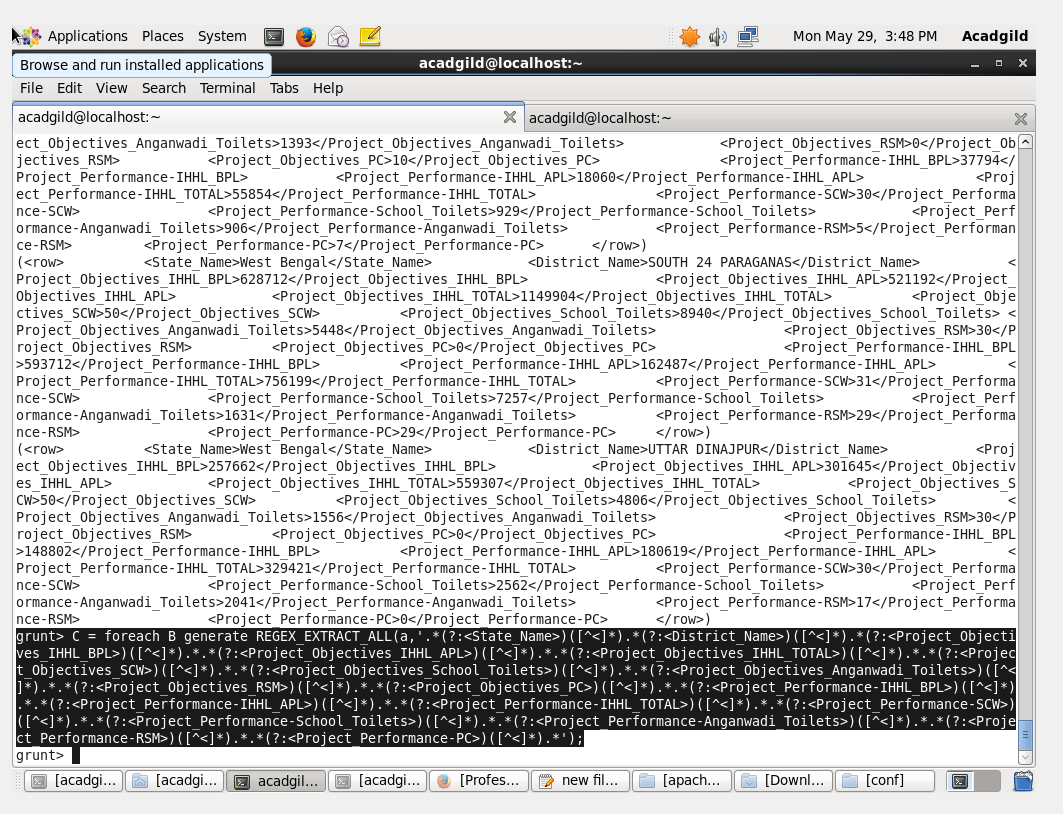 Applications Places System Mon May 29, 3:48 PM Acadgild
Browse and run installed applications
acadgild@localhost:~
File Edit View Search Terminal Tabs Help
acadgild@localhost:~ acadgild@localhost:~
ect_Objectives_Anganwadi_Toilets>1393</Project_Objectives_Anganwadi_Toilets> <Project_Objectives_RSM>0</Project_Ob
jectives_RSM> <Project_Objectives_PC>10</Project_Objectives_PC> <Project_Performance-IHHL_BPL>37794</
Project_Performance-IHHL_BPL> <Project_Performance-IHHL_APL>18060</Project_Performance-IHHL_APL> <Proj
ect_Performance-IHHL_TOTAL>55854</Project_Performance-IHHL_TOTAL> <Project_Performance-SCW>30</Project_Performa
nce-SCW> <Project_Performance-School_Toilets>929</Project_Performance-School_Toilets> <Project_Perf
ormance-Anganwadi_Toilets>906</Project_Performance-Anganwadi_Toilets> <Project_Performance-RSM>5</Project_Performan
ce-RSM> <Project_Performance-PC>7</Project_Performance-PC> </row>)
(<row> <State_Name>West Bengal</State_Name> <District_Name>SOUTH 24 PARAGANAS</District_Name> <
Project_Objectives_IHHL_BPL>628712</Project_Objectives_IHHL_BPL> <Project_Objectives_IHHL_APL>521192</Project_
Objectives_IHHL_APL> <Project_Objectives_IHHL_TOTAL>1149904</Project_Objectives_IHHL_TOTAL> <Project_Obje
ctives_SCW>50</Project_Objectives_SCW> <Project_Objectives_School_Toilets>8940</Project_Objectives_School_Toilets> <
Project_Objectives_Anganwadi_Toilets>5448</Project_Objectives_Anganwadi_Toilets> <Project_Objectives_RSM>30</P
roject_Objectives_RSM> <Project_Objectives_PC>0</Project_Objectives_PC> <Project_Performance-IHHL_BPL
>593712</Project_Performance-IHHL_BPL> <Project_Performance-IHHL_APL>162487</Project_Performance-IHHL_APL> <
Project_Performance-IHHL_TOTAL>756199</Project_Performance-IHHL_TOTAL> <Project_Performance-SCW>31</Project_Performa
nce-SCW> <Project_Performance-School_Toilets>7257</Project_Performance-School_Toilets> <Project_Perf
ormance-Anganwadi_Toilets>1631</Project_Performance-Anganwadi_Toilets> <Project_Performance-RSM>29</Project_Performa
nce-RSM> <Project_Performance-PC>29</Project_Performance-PC> </row>)
(<row> <State_Name>West Bengal</State_Name> <District_Name>UTTAR DINAJPUR</District_Name> <Proj
ect_Objectives_IHHL_BPL>257662</Project_Objectives_IHHL_BPL> <Project_Objectives_IHHL_APL>301645</Project_Objectiv
es_IHHL_APL> <Project_Objectives_IHHL_TOTAL>559307</Project_Objectives_IHHL_TOTAL> <Project_Objectives_S
CW>50</Project_Objectives_SCW> <Project_Objectives_School_Toilets>4806</Project_Objectives_School_Toilets> <
Project_Objectives_Anganwadi_Toilets>1556</Project_Objectives_Anganwadi_Toilets> <Project_Objectives_RSM>30</P
roject_Objectives_RSM> <Project_Objectives_PC>0</Project_Objectives_PC> <Project_Performance-IHHL_BPL
>148802</Project_Performance-IHHL_BPL> <Project_Performance-IHHL_APL>180619</Project_Performance-IHHL_APL> <
Project_Performance-IHHL_TOTAL>329421</Project_Performance-IHHL_TOTAL> <Project_Performance-SCW>30</Project_Performa
nce-SCW> <Project_Performance-School_Toilets>2562</Project_Performance-School_Toilets> <Project_Perf
ormance-Anganwadi_Toilets>2041</Project_Performance-Anganwadi_Toilets> <Project_Performance-RSM>17</Project_Performa
nce-RSM> <Project_Performance-PC>0</Project_Performance-PC> </row>)
grunt> C = foreach B generate REGEX_EXTRACT_ALL(a,'.*(?:<State_Name>)([^<]*).*(?:<District_Name>)([^<]*).*(?:<Project_Objecti
ves_IHHL_BPL>)([^<]*).*.*(?:<Project_Objectives_IHHL_APL>)([^<]*).*.*(?:<Project_Objectives_IHHL_TOTAL>)([^<]*).*.*(?:<Projec
t_Objectives_SCW>)([^<]*).*.*(?:<Project_Objectives_School_Toilets>)([^<]*).*.*(?:<Project_Objectives_Anganwadi_Toilets>)([^<
]*).*.*(?:<Project_Objectives_RSM>)([^<]*).*.*(?:<Project_Objectives_PC>)([^<]*).*.*(?:<Project_Performance-IHHL_BPL>)([^<]*)
.*.*(?:<Project_Performance-IHHL_APL>)([^<]*).*.*(?:<Project_Performance-IHHL_TOTAL>)([^<]*).*.*(?:<Project_Performance-SCW>)
([^<]*).*.*(?:<Project_Performance-School_Toilets>)([^<]*).*.*(?:<Project_Performance-Anganwadi_Toilets>)([^<]*).*.*(?:<Proje
ct_Performance-RSM>)([^<]*).*.*(?:<Project_Performance-PC>)([^<]*).*');
grunt>
[acadgi... [acadgi... acadgil... [acadgi... [Profes... new fil... [apach... [Downl... [conf]